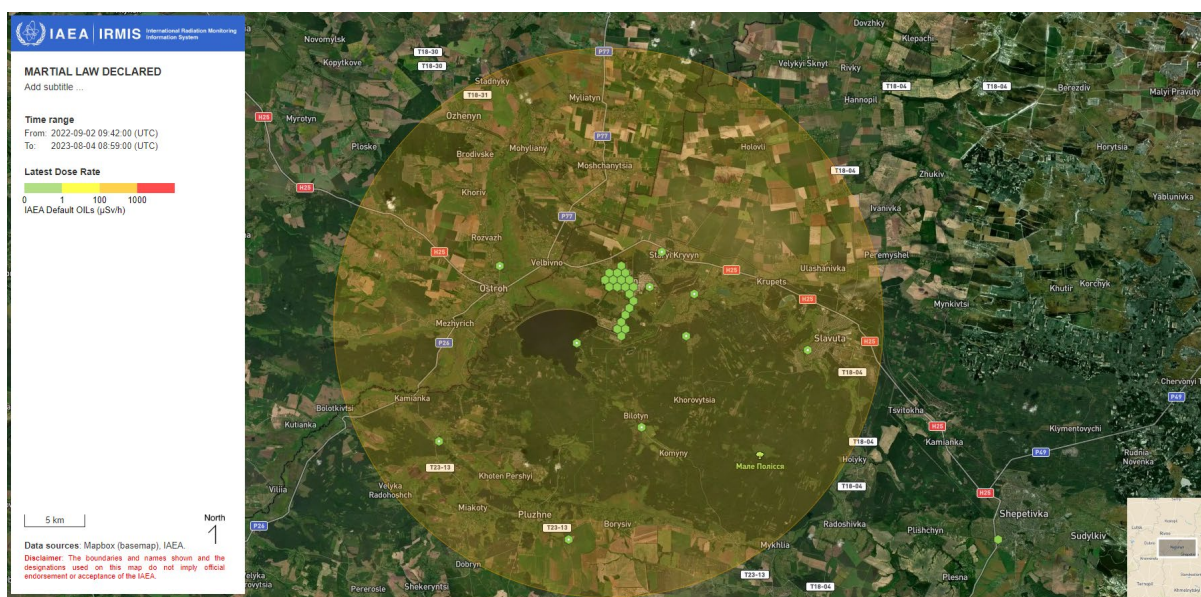 IAEA | IRMIS International Radiation Monitoring
Information System
MARTIAL LAW DECLARED
Add subtitle ...
Time range
From: 2022-09-02 09:42:00 (UTC)
To: 2023-08-04 08:59:00 (UTC)
Latest Dose Rate
0 1 100 1000
IAEA Default OILs (µSv/h)
5 km
North
Data sources: Mapbox (basemap), IAEA.
Disclaimer: The boundaries and names shown and the
designations used on this map do not imply official
endorsement or acceptance of the IAEA.
Novomylsk
T18-30
P77
Dovzhky
Klepachi
Kopytkove
T18-30
Velykyi Sknyt
Rivky
Stadnyky
T18-31
Myliatyn
T18-04
T18-04
Berezdiv
Malyi Pravuty
Hannopil
H25
Myrotyn
Ozhenyn
P77
Ploske
Mohyliany
Brodivske
Holovli
Horytsia
Moshchanytsia
T18-04
Zhukiv
H25
Khoriv
Yablunivka
P77
Ivanivka
Rozvazh
H25
Velbivno
Staryi Kryvyn
Peremyshel
H25
Ulashanivka
Krupets
Ostroh
Khutir
Korchyk
H25
Mynkivtsi
Mezhyrich
P26
Slavuta
H25
T18-04
Chervonyi T
P49
Kamianka
Khorovytsia
Bolotkivtsi
Tsvitokha
Kutianka
Bilotyn
H25
Klymentovychi
T18-04
Kamianka
Komyny
P49
Rudnia
Novenka
Holyky
T23-13
Мале Полісся
Khoten Pershyi
Viliia
Velyka
Radohoshch
T18-04
H25
Miakoty
Pluzhne
Shepetivka
P26
T23-13
Borysiv
Radoshivka
Plishchyn
Sudylkiv
Mykhlia
Dobryn
T23-13
Plesna
Velyka
orovytsia
Pererosle
Shekeryntsi
T18-04